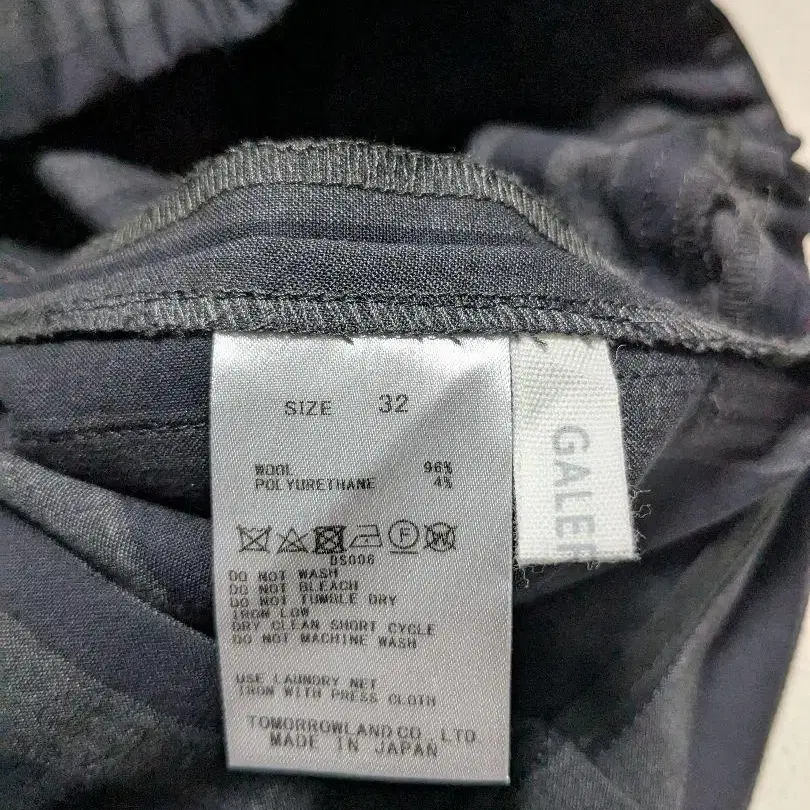 SIZE 32
WOOL 96%
POLYURETHANE 4%
F W
DS006
DO NOT WASH
DO NOT BLEACH
DO NOT TUMBLE DRY
IRON LOW
DRY CLEAN SHORT CYCLE
DO NOT MACHINE WASH
USE LAUNDRY NET
IRON WITH PRESS CLOTH
TOMORROWLAND CO., LTD.
MADE IN JAPAN
GALER